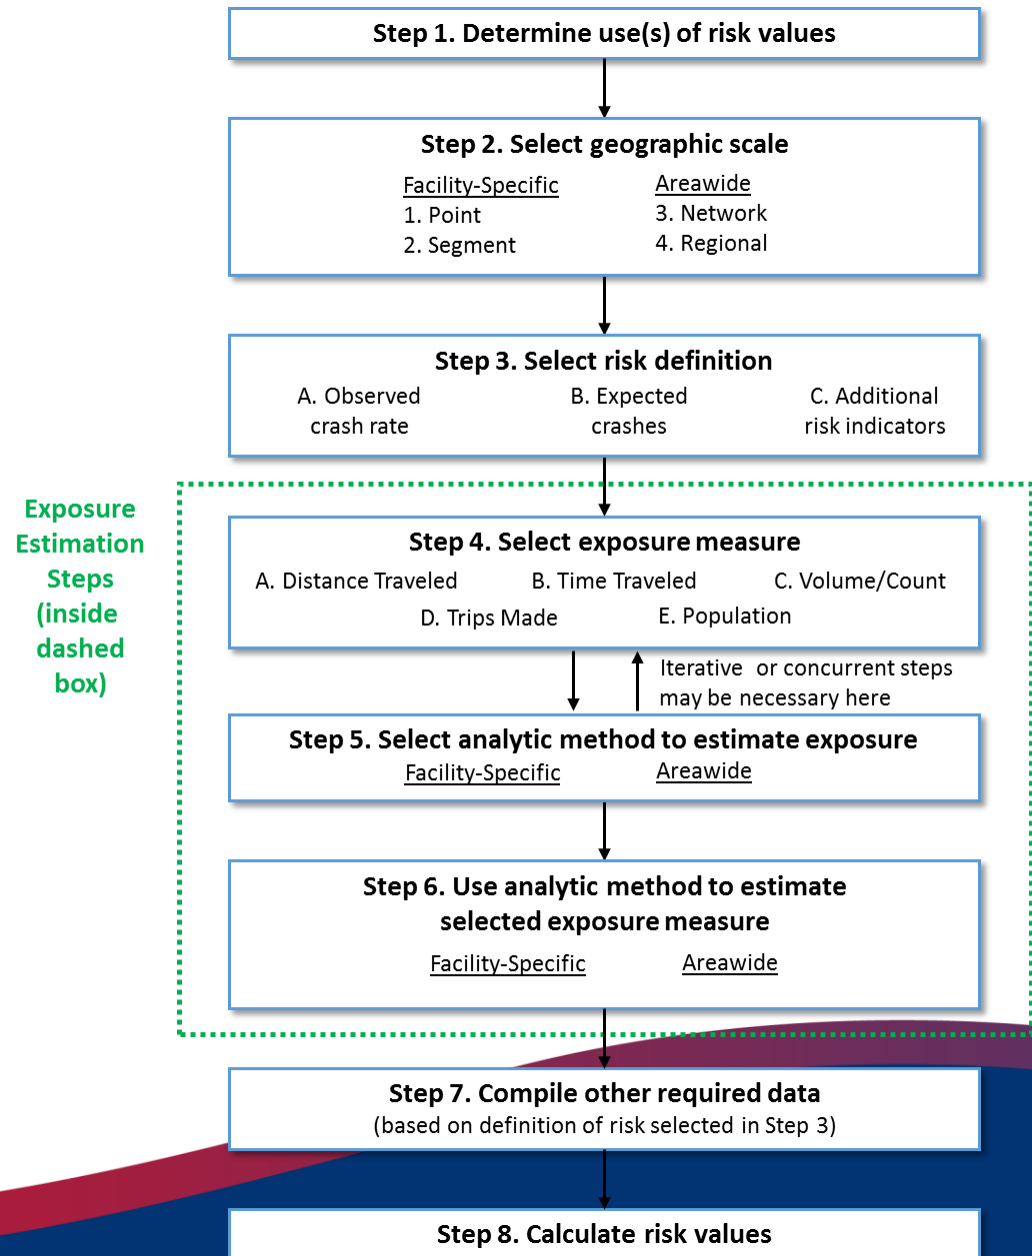 Step 1. Determine use(s) of risk values
Step 2. Select geographic scale
Facility-Specific
1. Point
2. Segment
Areawide
3. Network
4. Regional
Step 3. Select risk definition
A. Observed
crash rate
B. Expected
crashes
C. Additional
risk indicators
Exposure
Estimation
Steps
(inside
dashed
box)
Step 4. Select exposure measure
A. Distance Traveled B. Time Traveled C. Volume/Count
D. Trips Made E. Population
Iterative or concurrent steps
may be necessary here
Step 5. Select analytic method to estimate exposure
Facility-Specific Areawide
Step 6. Use analytic method to estimate
selected exposure measure
Facility-Specific Areawide
Step 7. Compile other required data
(based on definition of risk selected in Step 3)
Step 8. Calculate risk values